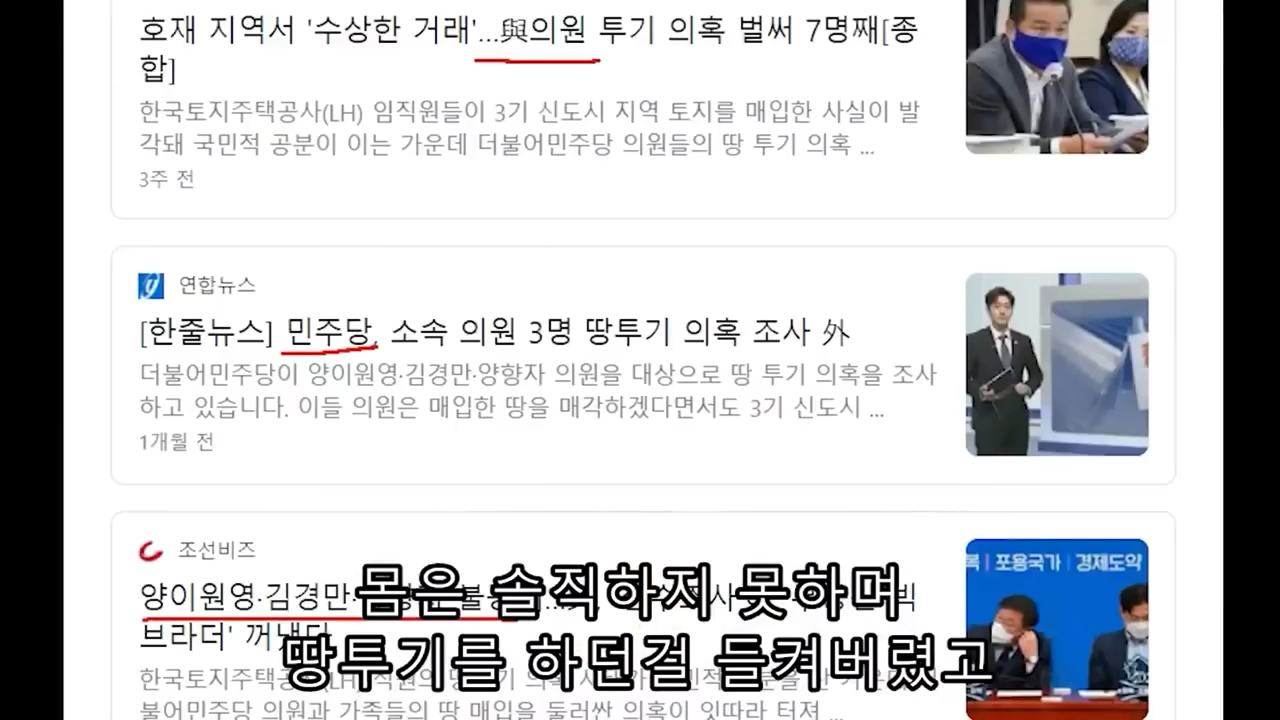 호재 지역서 '수상한 거래'...與의원 투기 의혹 벌써 7명째[종
합]
한국토지주택공사(LH) 임직원들이 3기 신도시 지역 토지를 매입한 사실이 발
각돼 국민적 공분이 이는 가운데 더불어민주당 의원들의 땅 투기 의혹 ...
3주 전
연합뉴스
[한줄뉴스] 민주당, 소속 의원 3명 땅투기 의혹 조사 外
더불어민주당이 양이원영·김경만·양향자 의원을 대상으로 땅 투기 의혹을 조사
하고 있습니다. 이들 의원은 매입한 땅을 매각하겠다면서도 3기 신도시 ...
1개월 전
조선비즈
양이원영·김경만·
브라더' 꺼냈다
포용국가 | 경제도약
몸은 솔직하지 못하며
땅투기를 하던걸 들켜버렸고
한국토지주택공
불어민주당 의원과 가족들의 땅 매입을 둘러싼 의혹이 잇따라 터져 ...